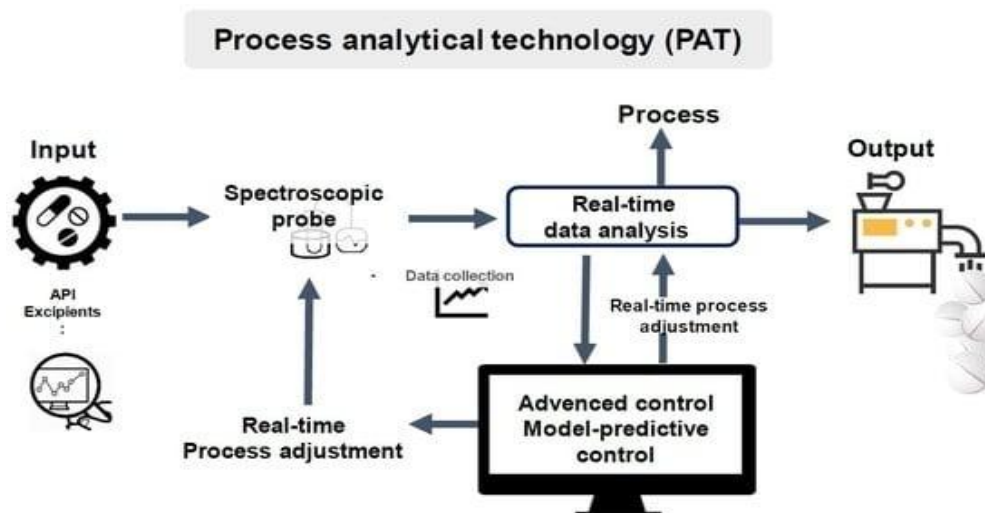 Process analytical technology (PAT)
Process
Input
Output
Spectroscopic
probe
Real-time
data analysis
Data collection
API
Excipients
:
Real-time process
adjustment
Advenced control
Model-predictive
control
Real-time
Process adjustment